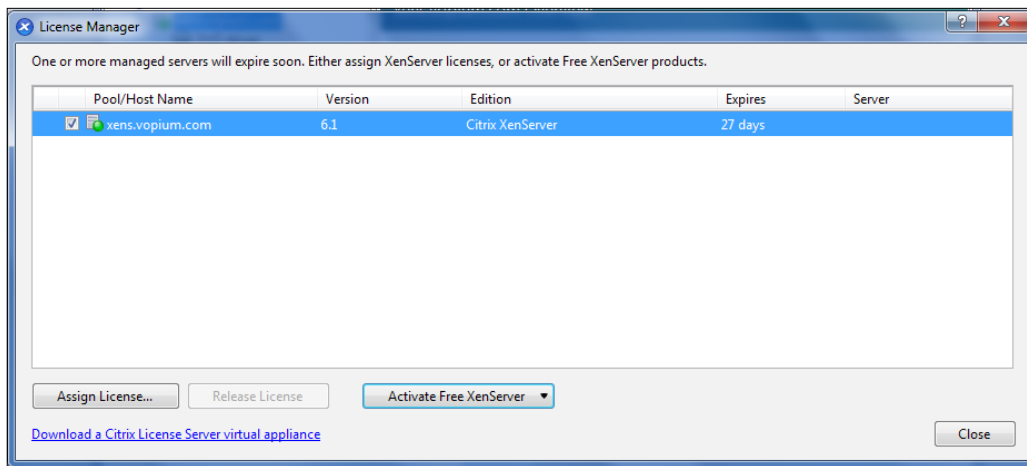 License Manager
One or more managed servers will expire soon. Either assign XenServer licenses, or activate Free XenServer products.
Pool/Host Name Version Edition Expires Server
xens.vopium.com 6.1 Citrix XenServer 27 days
Assign License... Release License Activate Free XenServer
Download a Citrix License Server virtual appliance Close